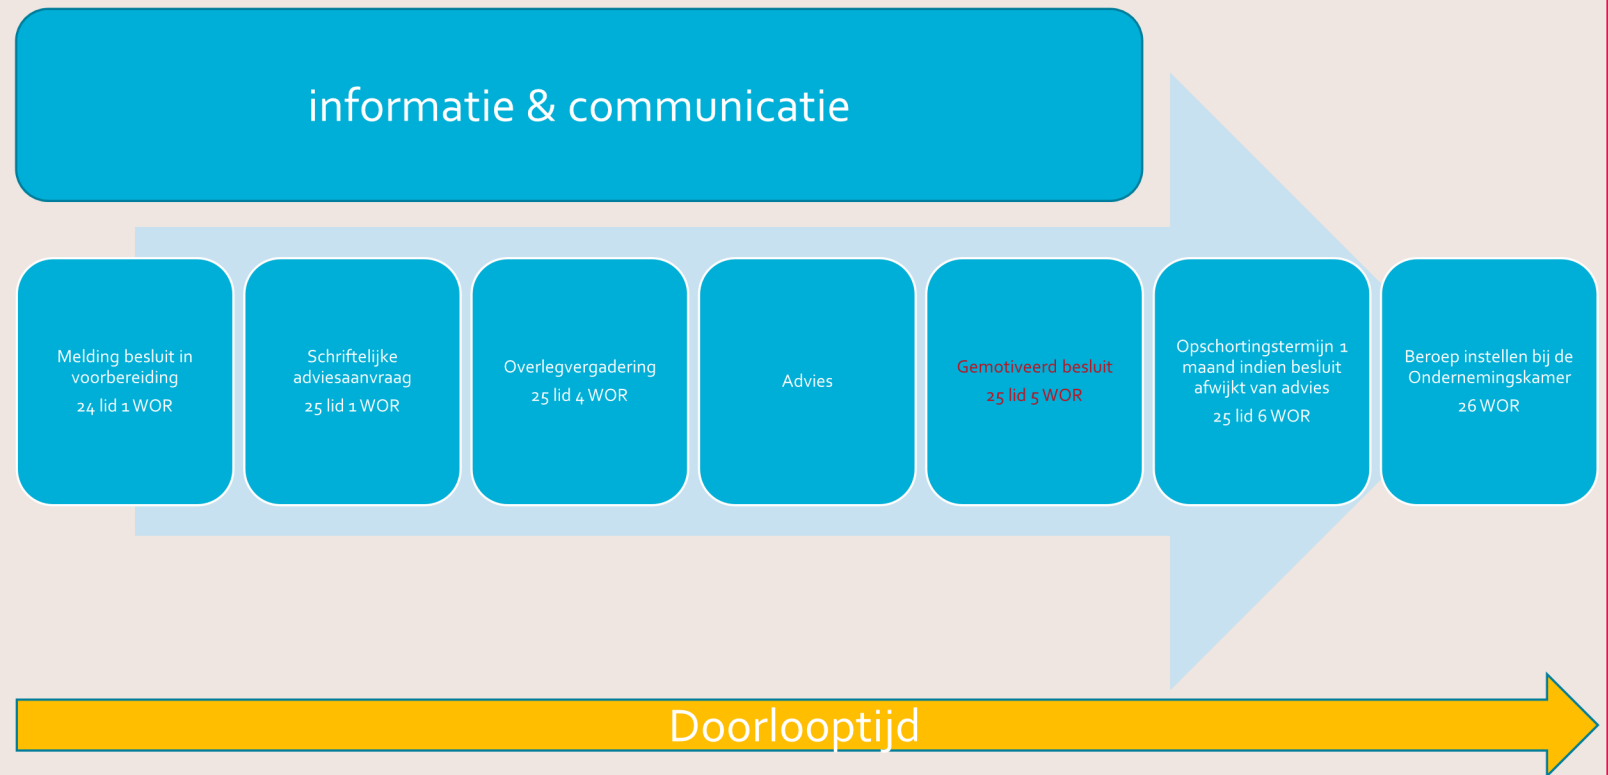 informatie & communicatie
Melding besluit in
voorbereiding
24 lid 1 WOR
Schriftelijke
adviesaanvraag
25 lid 1 WOR
Overlegvergadering
25 lid 4 WOR
Advies
Gemotiveerd besluit
25 lid 5 WOR
Opschortingstermijn 1
maand indien besluit
afwijkt van advies
25 lid 6 WOR
Beroep instellen bij de
Ondernemingskamer
26 WOR
Doorlooptijd